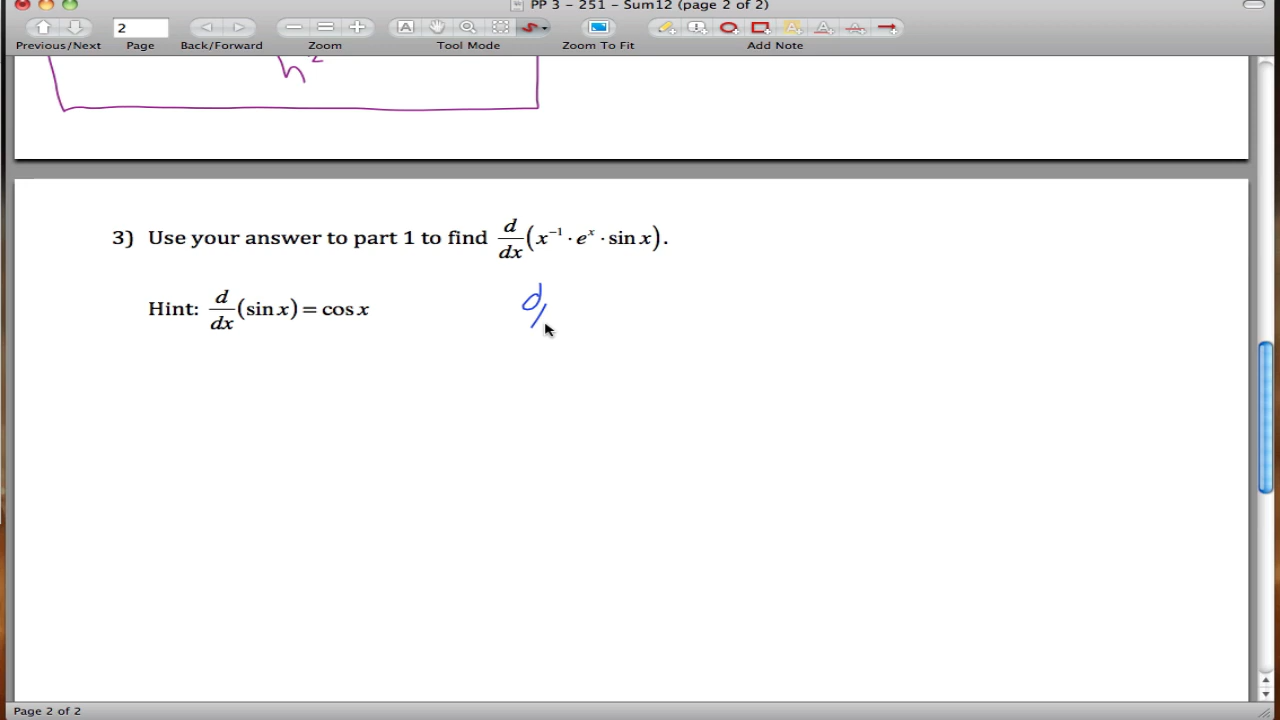 PP 3 - 251 - Sum12 (page 2 of 2)
2
A
Previous/Next Page Back/Forward Zoom Tool Mode Zoom To Fit Add Note
h²
3) Use your answer to part 1 to find d/dx (x⁻¹ · eˣ · sin x).
Hint: d/dx (sin x) = cos x
d/
Page 2 of 2